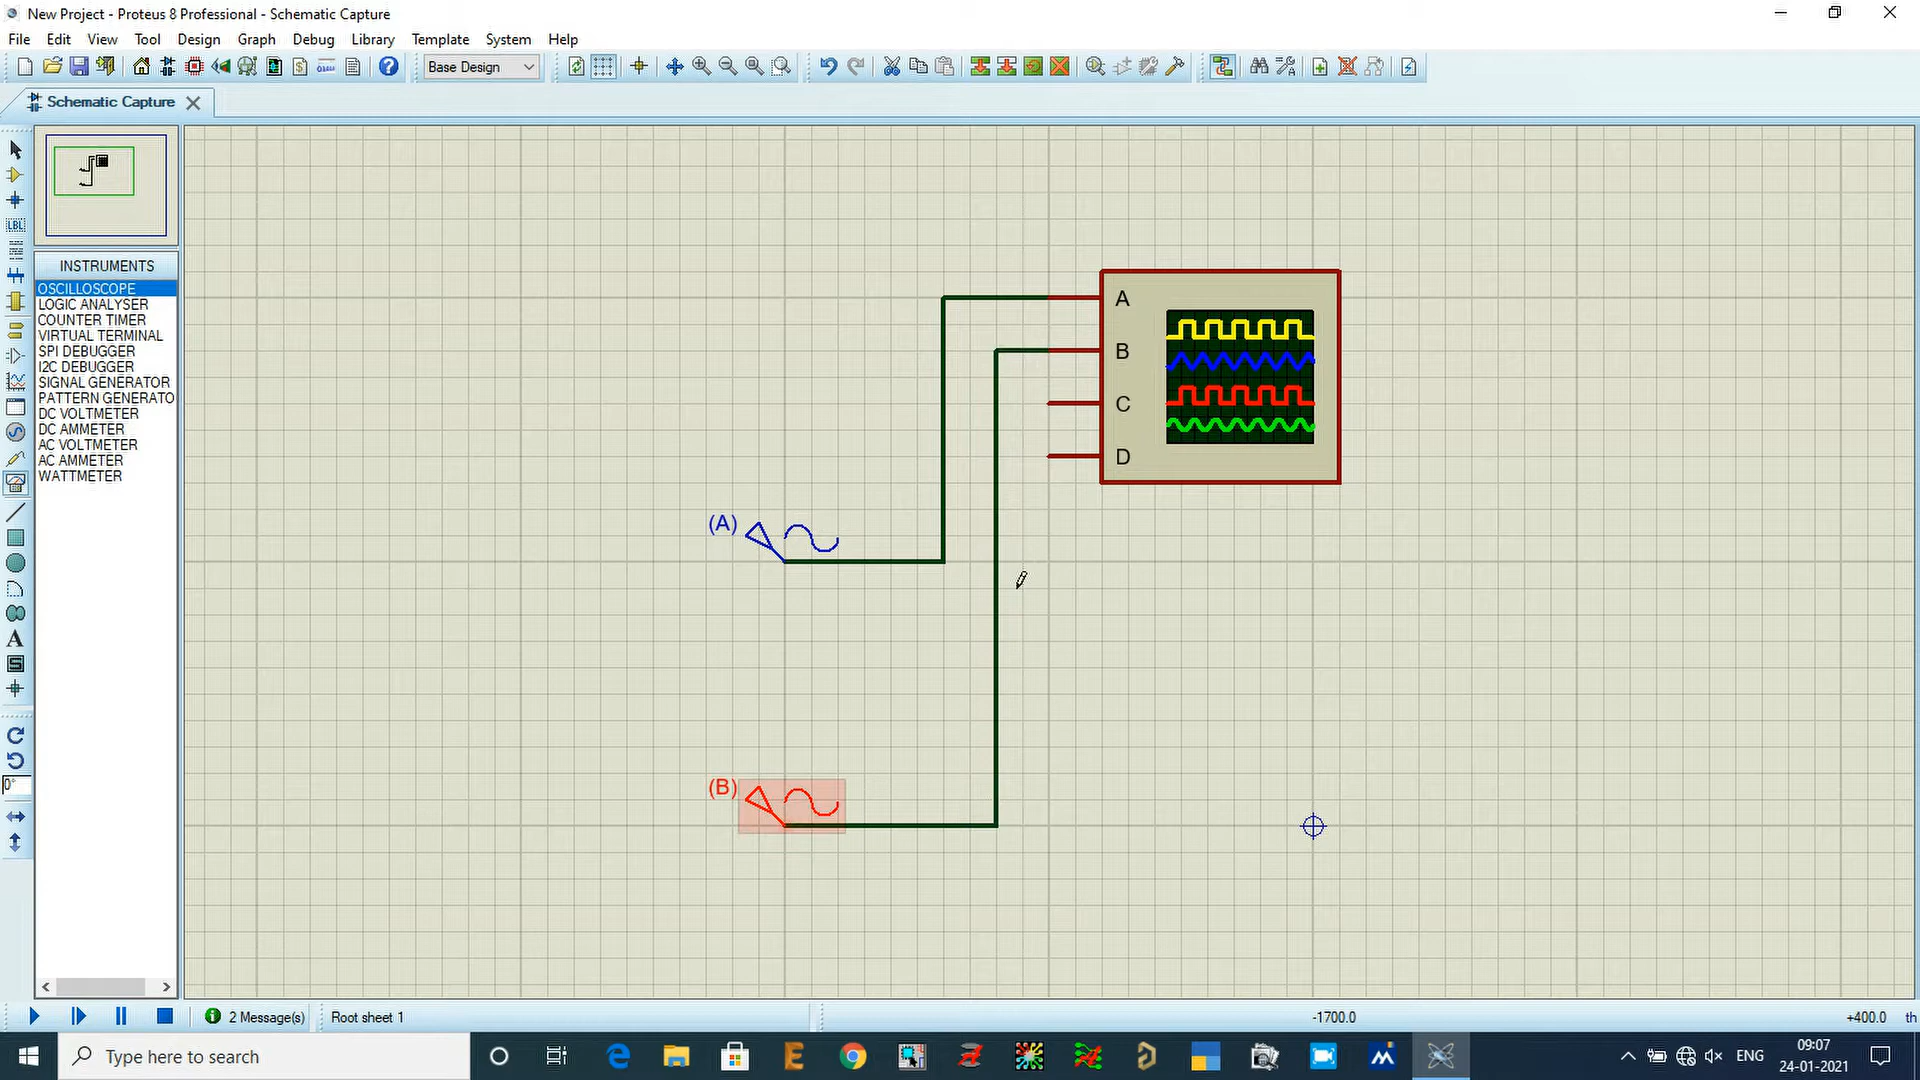 New Project - Proteus 8 Professional - Schematic Capture
File Edit View Tool Design Graph Debug Library Template System Help
Base Design
Schematic Capture
INSTRUMENTS
OSCILLOSCOPE
LOGIC ANALYSER
COUNTER TIMER
VIRTUAL TERMINAL
SPI DEBUGGER
I2C DEBUGGER
SIGNAL GENERATOR
PATTERN GENERATO
DC VOLTMETER
DC AMMETER
AC VOLTMETER
AC AMMETER
WATTMETER
LBL
A
S
0°
A
B
C
D
(A)
(B)
2 Message(s)
Root sheet 1
-1700.0
+400.0
th
Type here to search
ENG
09:07
24-01-2021